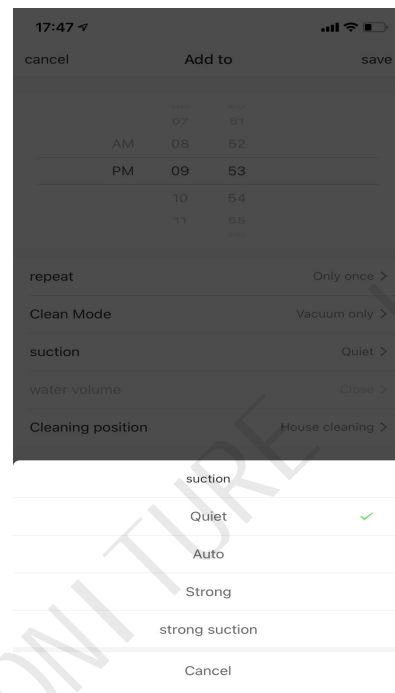 17:47
cancel Add to save
07 51
AM 08 52
PM 09 53
10 54
11 55
repeat Only once >
Clean Mode Vacuum only >
suction Quiet >
water volume Close >
Cleaning position House cleaning >
suction
Quiet
Auto
Strong
strong suction
Cancel